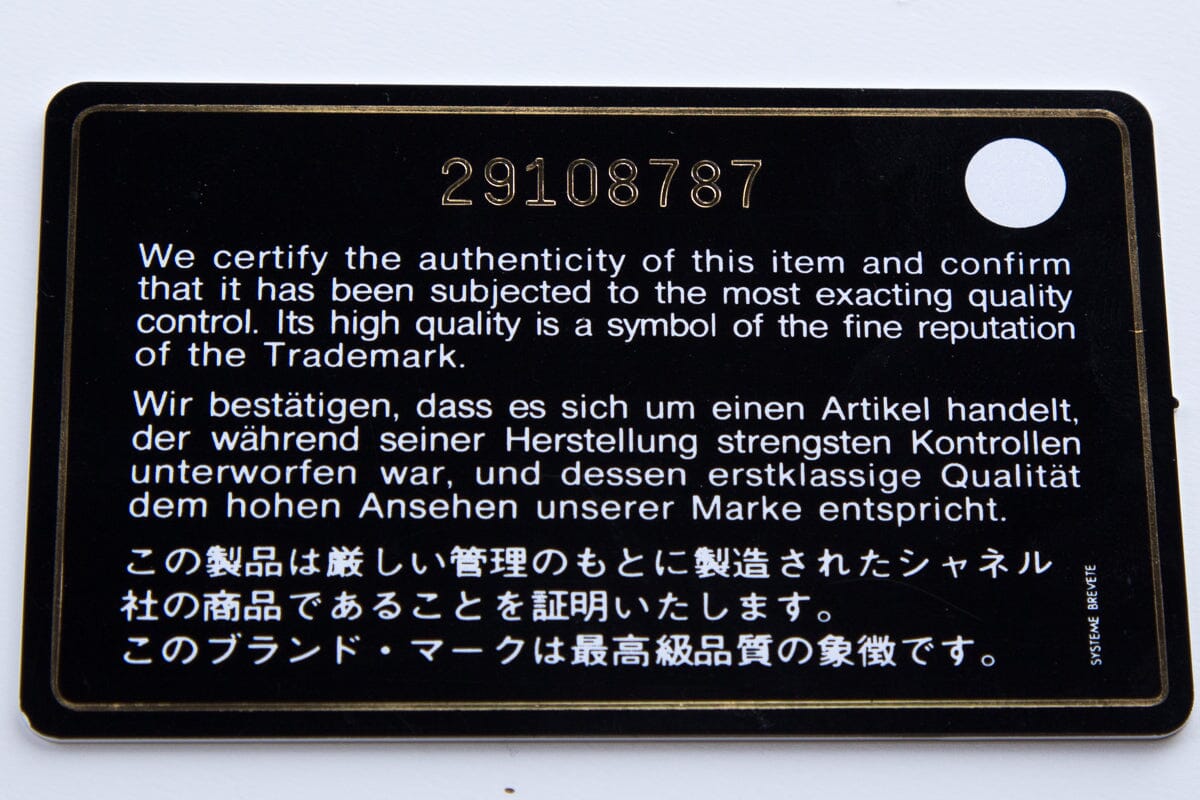 29108787
We certify the authenticity of this item and confirm
that it has been subjected to the most exacting quality
control. Its high quality is a symbol of the fine reputation
of the Trademark.
Wir bestätigen, dass es sich um einen Artikel handelt,
der während seiner Herstellung strengsten Kontrollen
unterworfen war, und dessen erstklassige Qualität
dem hohen Ansehen unserer Marke entspricht.
この製品は厳しい管理のもとに製造されたシャネル
社の商品であることを証明いたします。
このブランド・マークは最高級品質の象徴です。
SYSTEME BREVETE